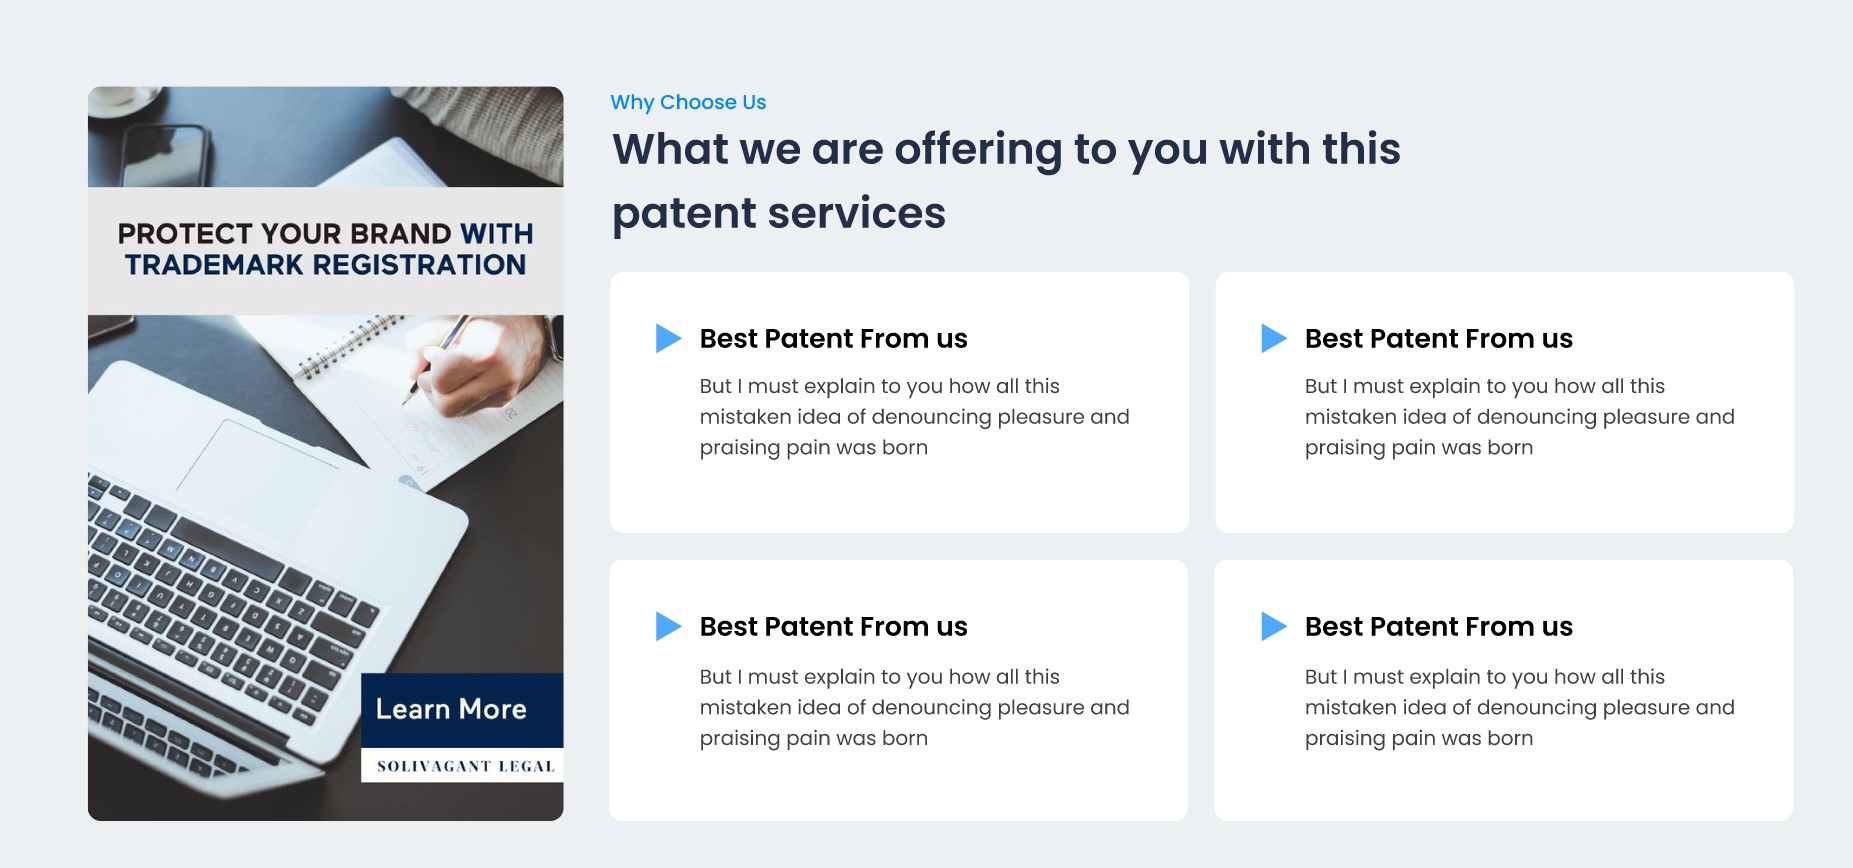 PROTECT YOUR BRAND WITH
TRADEMARK REGISTRATION
Learn More
SOLIVAGANT LEGAL
Why Choose Us
What we are offering to you with this
patent services
Best Patent From us
But I must explain to you how all this
mistaken idea of denouncing pleasure and
praising pain was born
Best Patent From us
But I must explain to you how all this
mistaken idea of denouncing pleasure and
praising pain was born
Best Patent From us
But I must explain to you how all this
mistaken idea of denouncing pleasure and
praising pain was born
Best Patent From us
But I must explain to you how all this
mistaken idea of denouncing pleasure and
praising pain was born